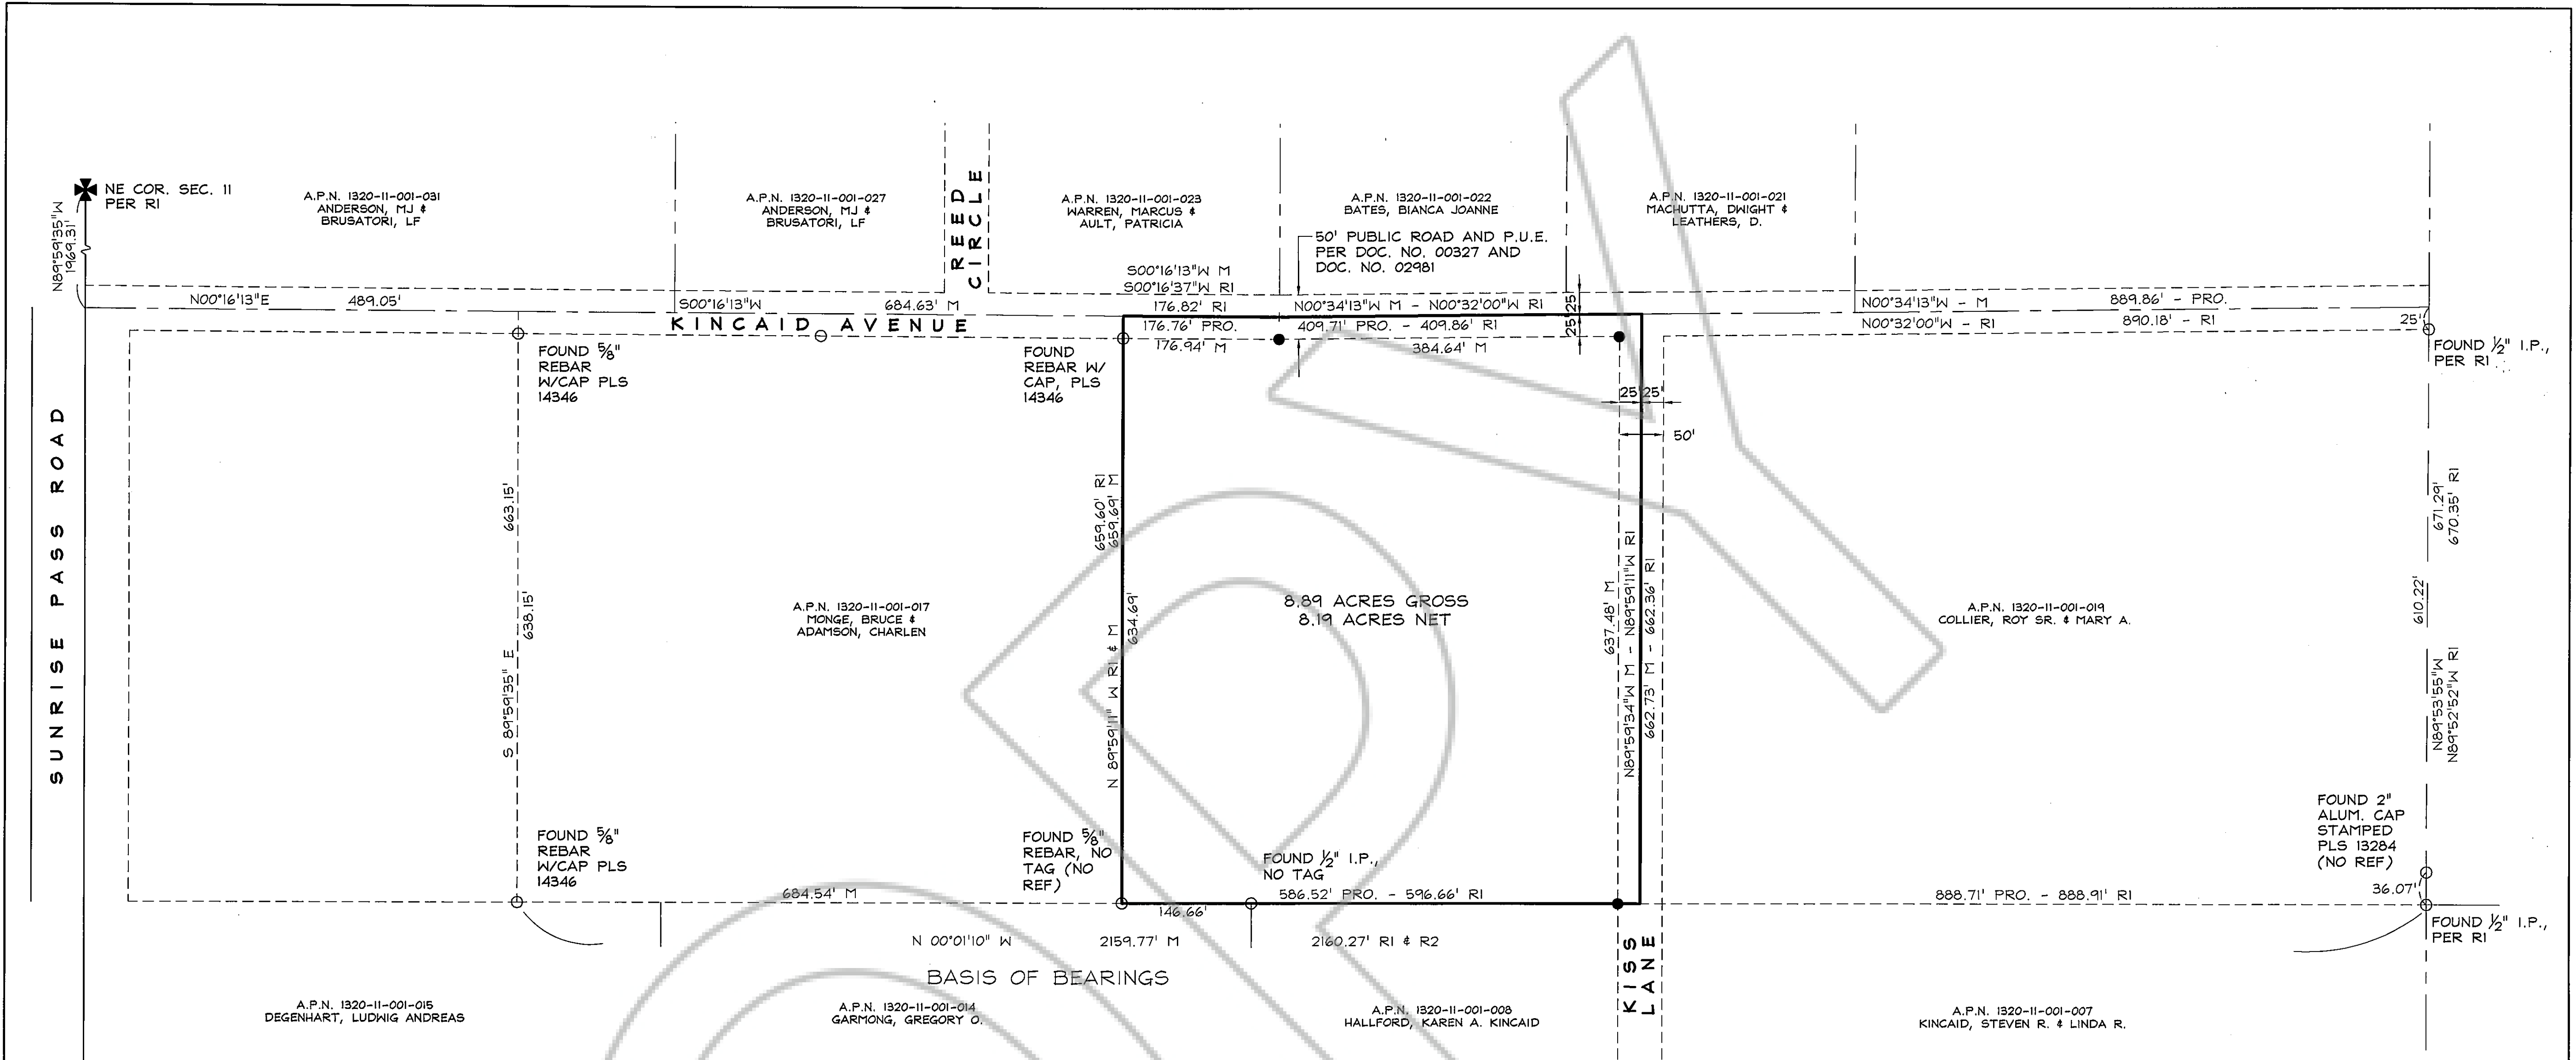 NE COR. SEC. 11
PER R1
N89°59'35"W
1969.31'
A.P.N. 1320-11-001-031
ANDERSON, MJ &
BRUSATORI, LF
A.P.N. 1320-11-001-027
ANDERSON, MJ &
BRUSATORI, LF
REED
CIRCLE
A.P.N. 1320-11-001-023
WARREN, MARCUS &
AULT, PATRICIA
A.P.N. 1320-11-001-022
BATES, BIANCA JOANNE
A.P.N. 1320-11-001-021
MACHUTTA, DWIGHT &
LEATHERS, D.
50' PUBLIC ROAD AND P.U.E.
PER DOC. NO. 00327 AND
DOC. NO. 02981
S00°16'13"W M
S00°16'37"W R1
N00°16'13"E 489.05'
S00°16'13"W 684.63' M
176.82' R1
N00°34'13"W M - N00°32'00"W R1
25'
25'
N00°34'13"W - M 889.86' - PRO.
KINCAID AVENUE
176.76' PRO.
409.71' PRO. - 409.86' R1
N00°32'00"W - R1 890.18' - R1
25'
176.94' M
384.64' M
FOUND 5/8"
REBAR
W/CAP PLS
14346
FOUND
REBAR W/
CAP, PLS
14346
FOUND 1/2" I.P.,
PER R1
25' 25'
50'
SUNRISE PASS ROAD
663.15'
638.15'
S 89°59'35" E
659.60' R1
659.69' M
634.69'
N 89°59'11" W R1 & M
8.89 ACRES GROSS
8.19 ACRES NET
637.48' M
N89°59'34"W M - N89°59'11"W R1
662.73' M - 662.36' R1
A.P.N. 1320-11-001-017
MONGE, BRUCE &
ADAMSON, CHARLEN
A.P.N. 1320-11-001-019
COLLIER, ROY SR. & MARY A.
671.29'
670.35' R1
610.22'
N89°53'55"W
N89°52'52"W R1
FOUND 5/8"
REBAR
W/CAP PLS
14346
FOUND 5/8"
REBAR, NO
TAG (NO
REF)
FOUND 1/2" I.P.,
NO TAG
FOUND 2"
ALUM. CAP
STAMPED
PLS 13284
(NO REF)
684.54' M
146.66'
586.52' PRO. - 596.66' R1
888.71' PRO. - 888.91' R1
36.07'
FOUND 1/2" I.P.,
PER R1
N 00°01'10" W 2159.77' M 2160.27' R1 & R2
BASIS OF BEARINGS
KISS
LANE
A.P.N. 1320-11-001-015
DEGENHART, LUDWIG ANDREAS
A.P.N. 1320-11-001-014
GARMONG, GREGORY O.
A.P.N. 1320-11-001-008
HALLFORD, KAREN A. KINCAID
A.P.N. 1320-11-001-007
KINCAID, STEVEN R. & LINDA R.